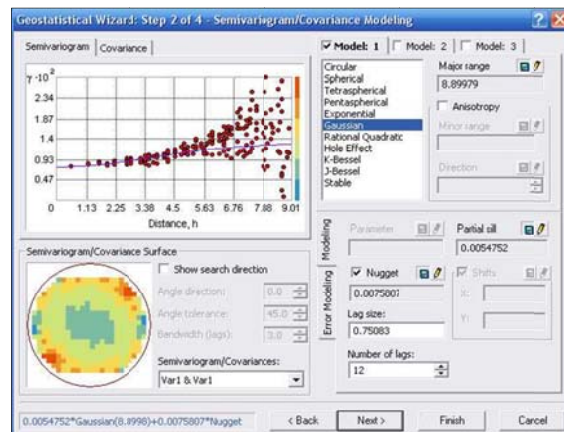 Geostatistical Wizard: Step 2 of 4 - Semivariogram/Covariance Modeling
Semivariogram
Covariance
γ·10²
2.34
1.87
1.4
0.93
0.47
0 1.13 2.25 3.38 4.5 5.63 6.76 7.88 9.01
Distance, h
Semivariogram/Covariance Surface
Show search direction
Angle direction: 0.0
Angle tolerance: 45.0
Bandwidth (lags): 3.0
Semivariogram/Covariances:
Var1 & Var1
Model: 1
Model: 2
Model: 3
Circular
Spherical
Tetraspherical
Pentaspherical
Exponential
Gaussian
Rational Quadratic
Hole Effect
K-Bessel
J-Bessel
Stable
Major range
8.89979
Anisotropy
Minor range
Direction
Modeling
Error Modeling
Parameter
Partial sill
0.0054752
Nugget
0.0075807
Shifts
X:
Y:
Lag size:
0.75083
Number of lags:
12
0.0054752*Gaussian(8.8998)+0.0075807*Nugget
< Back
Next >
Finish
Cancel